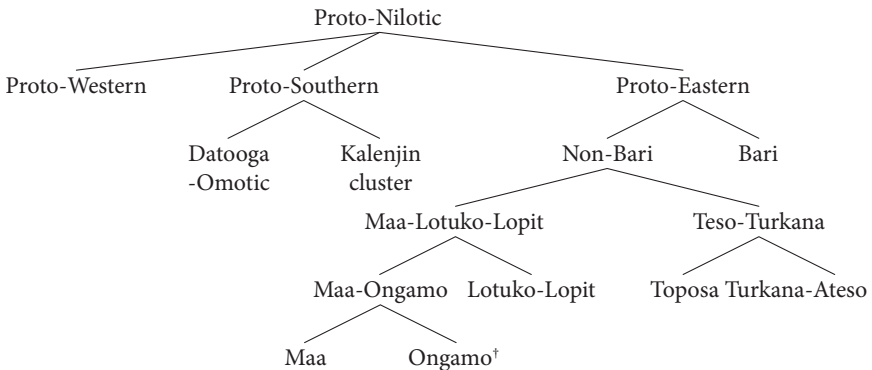 Proto-Nilotic
Proto-Western Proto-Southern Proto-Eastern
Datooga Kalenjin Non-Bari Bari
-Omotic cluster
Maa-Lotuko-Lopit Teso-Turkana
Maa-Ongamo Lotuko-Lopit Toposa Turkana-Ateso
Maa Ongamo†